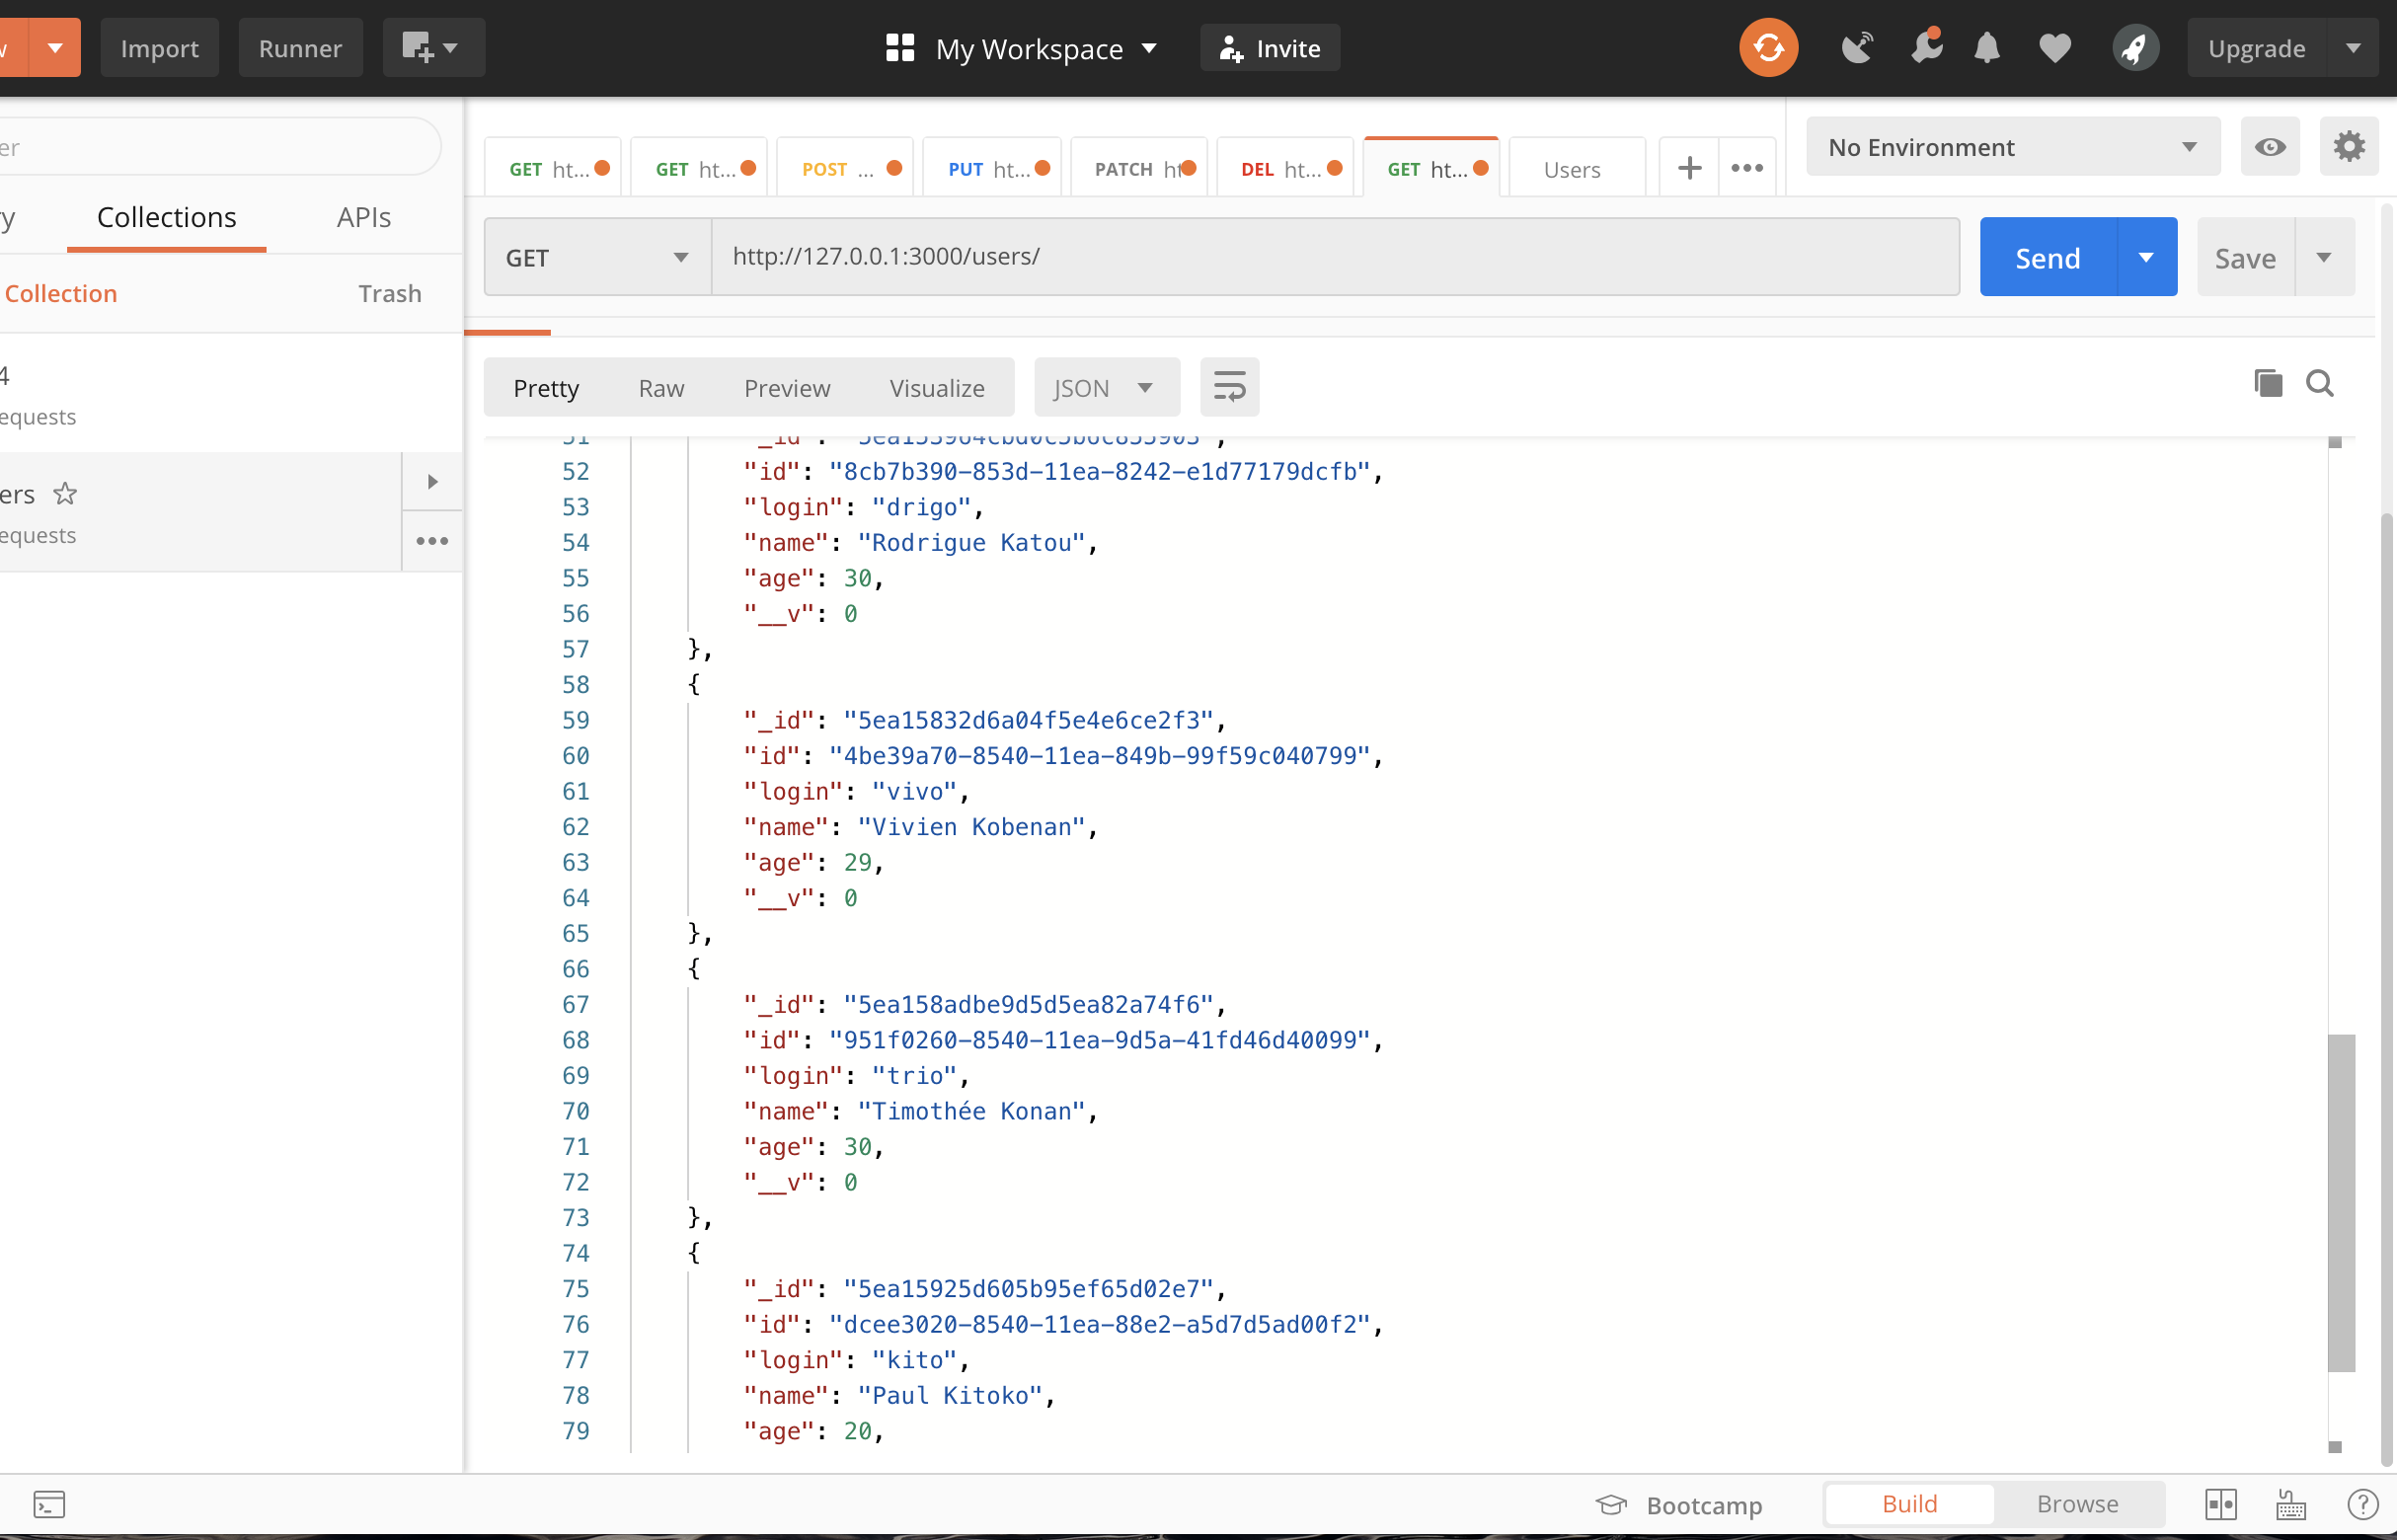 Import Runner My Workspace Invite Upgrade
GET ht... GET ht... POST ... PUT ht... PATCH ht DEL ht... GET ht... Users No Environment
Collections APIs
GET http://127.0.0.1:3000/users/ Send Save
Collection Trash
Pretty Raw Preview Visualize JSON
4
equests
ers
equests
52 "id": "8cb7b390-853d-11ea-8242-e1d77179dcfb",
53 "login": "drigo",
54 "name": "Rodrigue Katou",
55 "age": 30,
56 "__v": 0
57 },
58 {
59 "_id": "5ea15832d6a04f5e4e6ce2f3",
60 "id": "4be39a70-8540-11ea-849b-99f59c040799",
61 "login": "vivo",
62 "name": "Vivien Kobenan",
63 "age": 29,
64 "__v": 0
65 },
66 {
67 "_id": "5ea158adbe9d5d5ea82a74f6",
68 "id": "951f0260-8540-11ea-9d5a-41fd46d40099",
69 "login": "trio",
70 "name": "Timothée Konan",
71 "age": 30,
72 "__v": 0
73 },
74 {
75 "_id": "5ea15925d605b95ef65d02e7",
76 "id": "dcee3020-8540-11ea-88e2-a5d7d5ad00f2",
77 "login": "kito",
78 "name": "Paul Kitoko",
79 "age": 20,
Bootcamp Build Browse